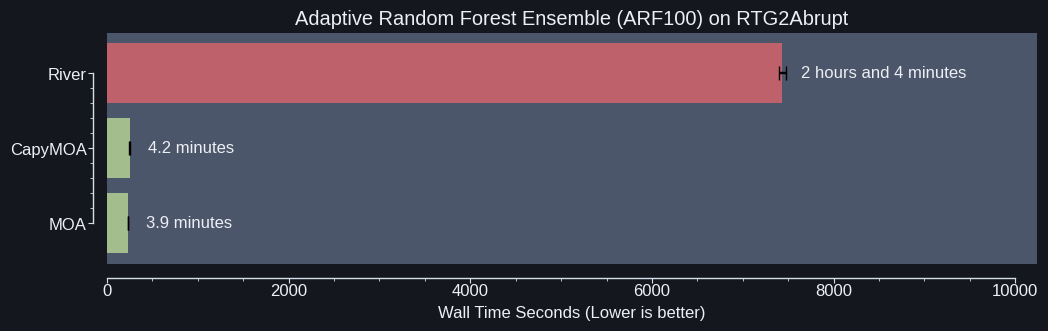 Adaptive Random Forest Ensemble (ARF100) on RTG2Abrupt
River
2 hours and 4 minutes
CapyMOA
4.2 minutes
MOA
3.9 minutes
0 2000 4000 6000 8000 10000
Wall Time Seconds (Lower is better)